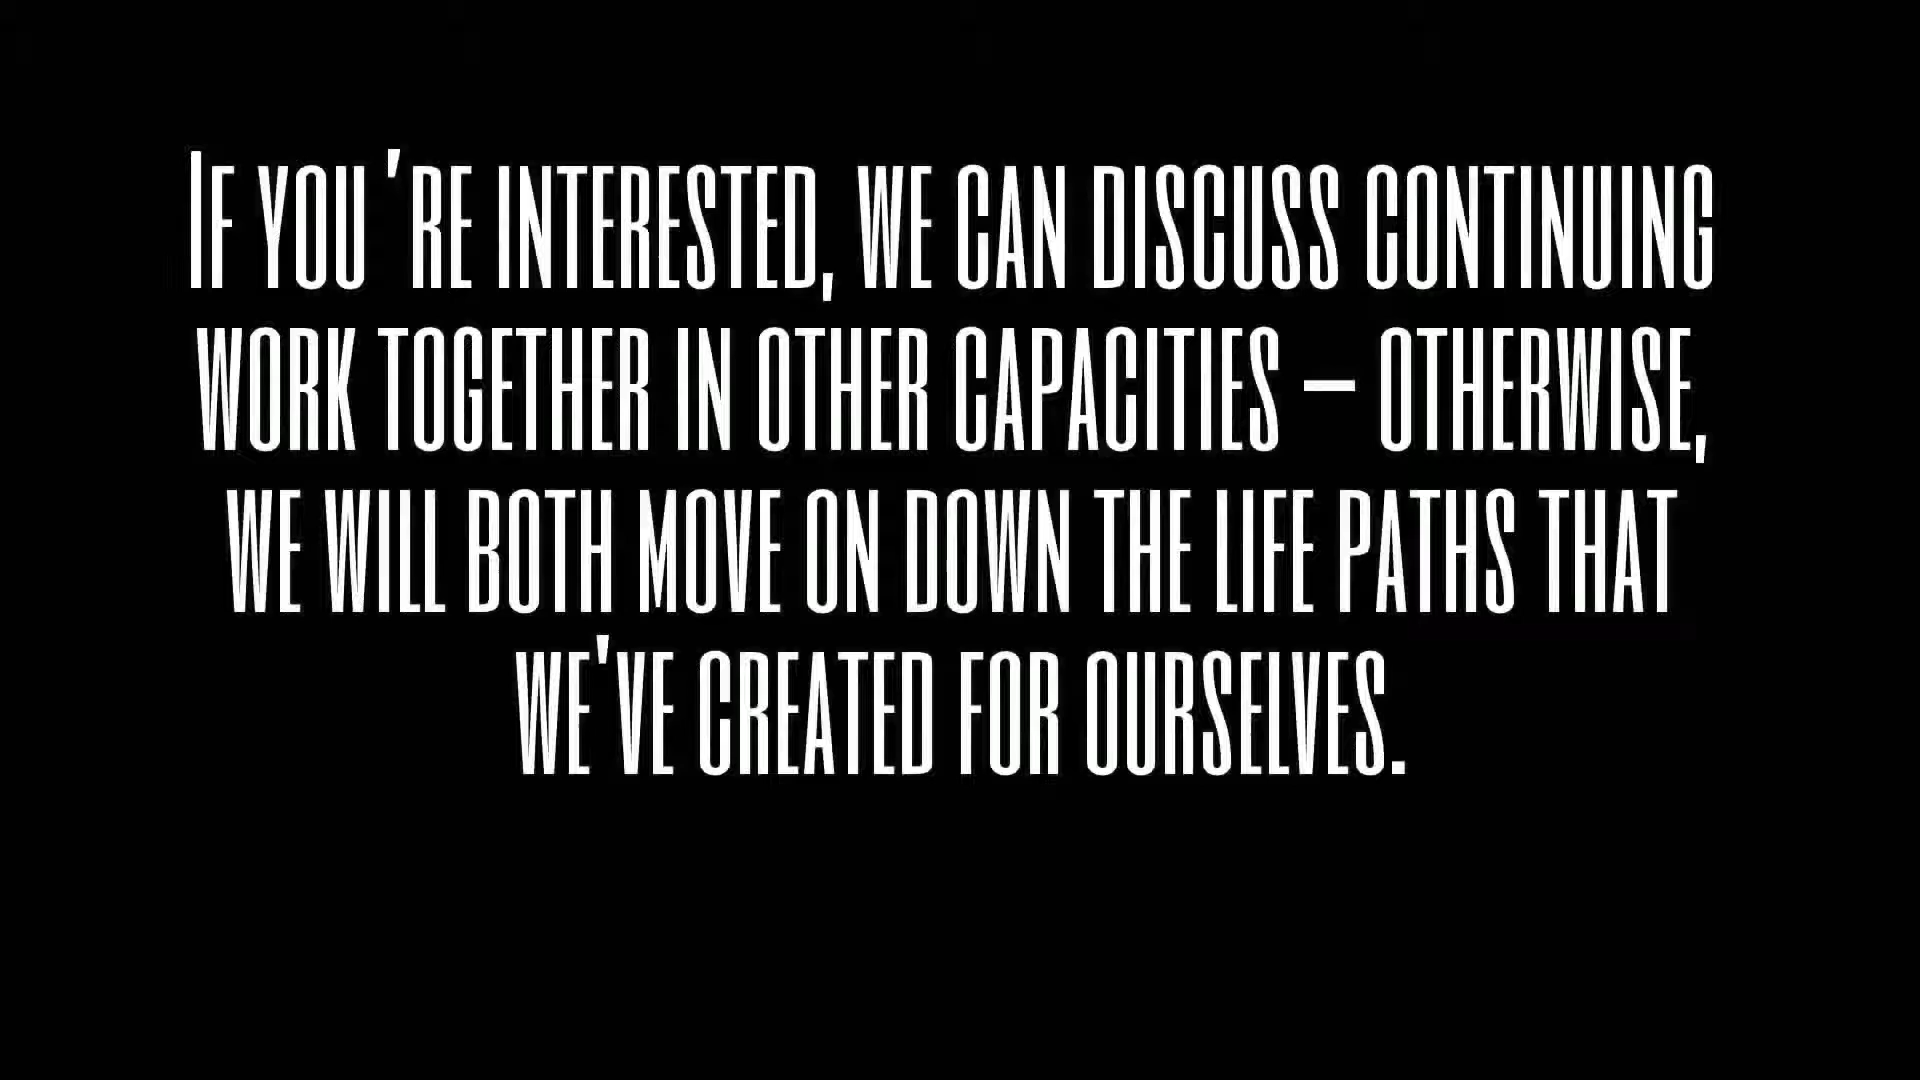 If you're interested, we can discuss continuing
work together in other capacities – otherwise,
we will both move on down the life paths that
we've created for ourselves.